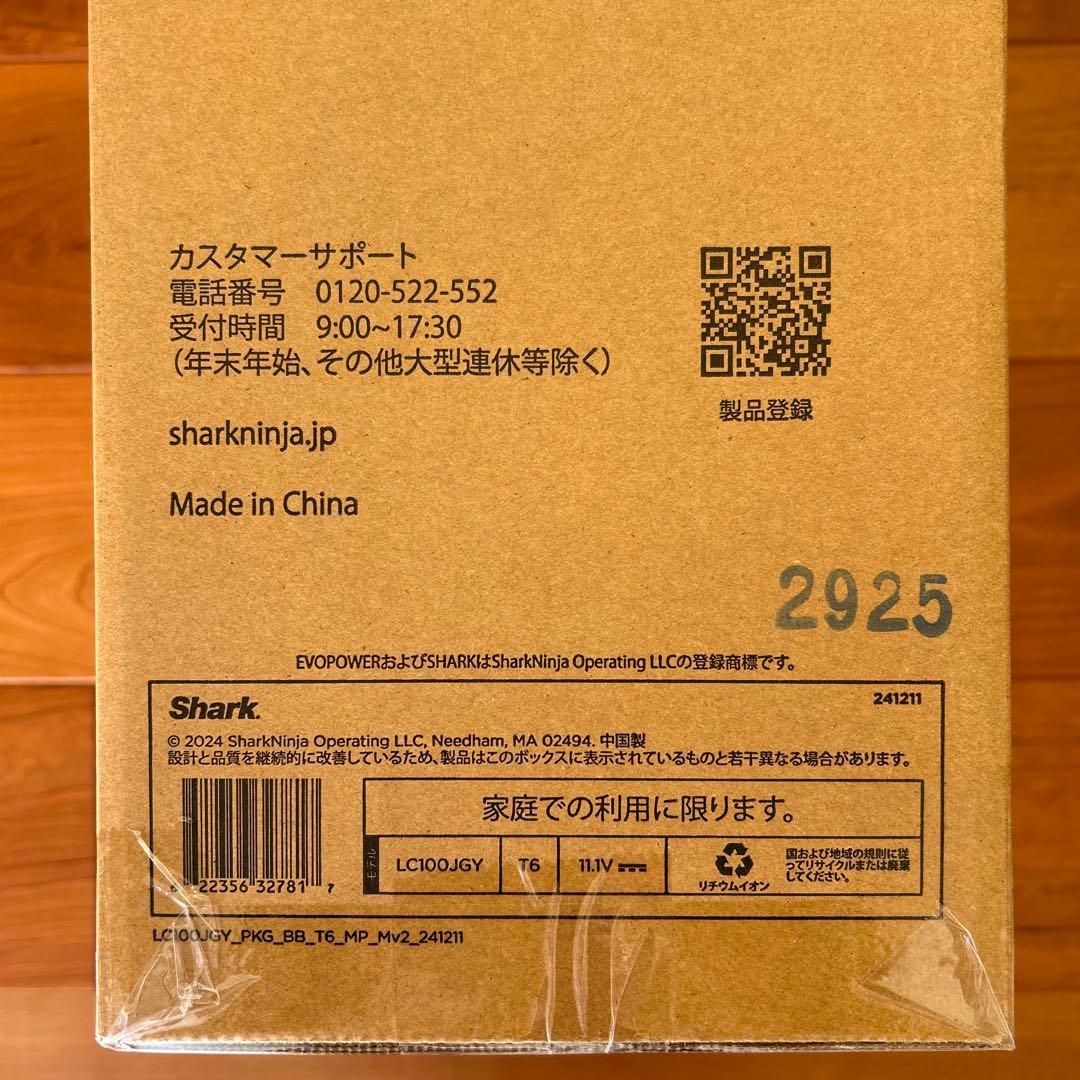 カスタマーサポート
電話番号 0120-522-552
受付時間 9:00~17:30
(年末年始、その他大型連休等除く)
製品登録
sharkninja.jp
Made in China
2925
EVOPOWERおよびSHARKはSharkNinja Operating LLCの登録商標です。
Shark.
241211
© 2024 SharkNinja Operating LLC, Needham, MA 02494. 中国製
設計と品質を継続的に改善しているため、製品はこのボックスに表示されているものと若干異なる場合があります。
家庭での利用に限ります。
モデル
LC100JGY
T6
11.1V
リチウムイオン
国および地域の規則に従
ってリサイクルまたは廃棄
してください。
22356 32781 7
LC100JGY_PKG_BB_T6_MP_Mv2_241211